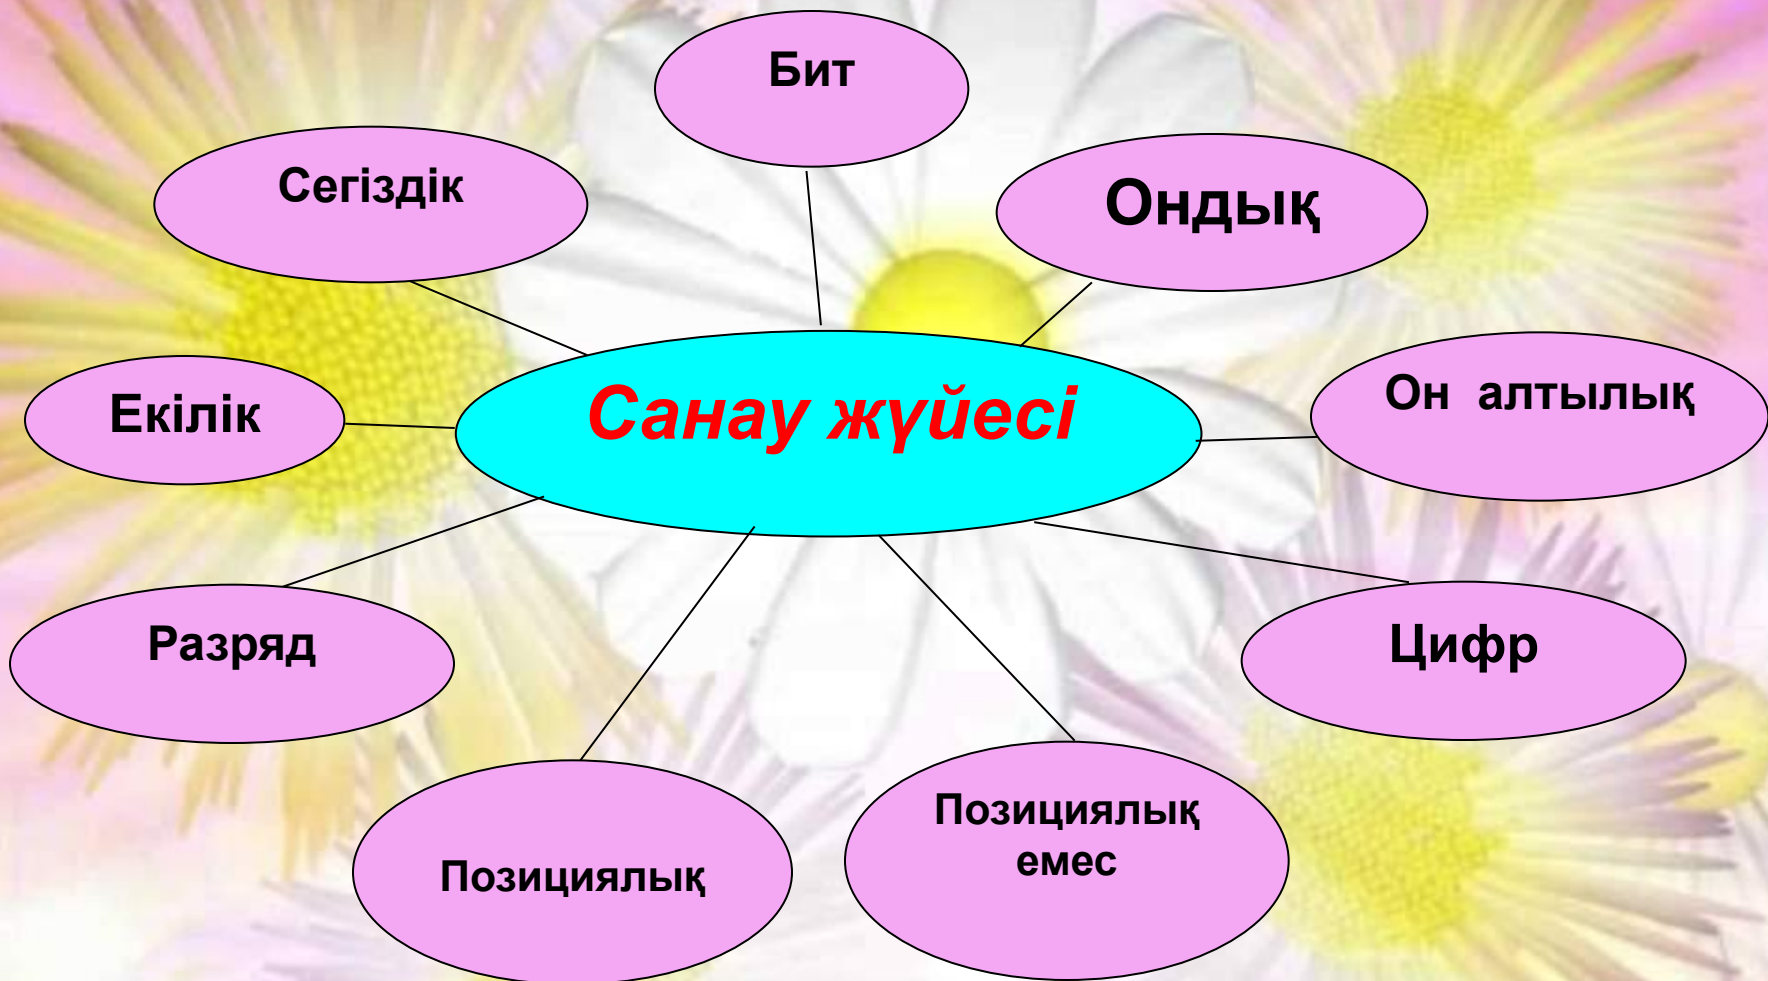 Бит
Сегіздік
Ондық
Санау жүйесі
Он алтылық
Екілік
Разряд
Цифр
Позициялық
емес
Позициялық